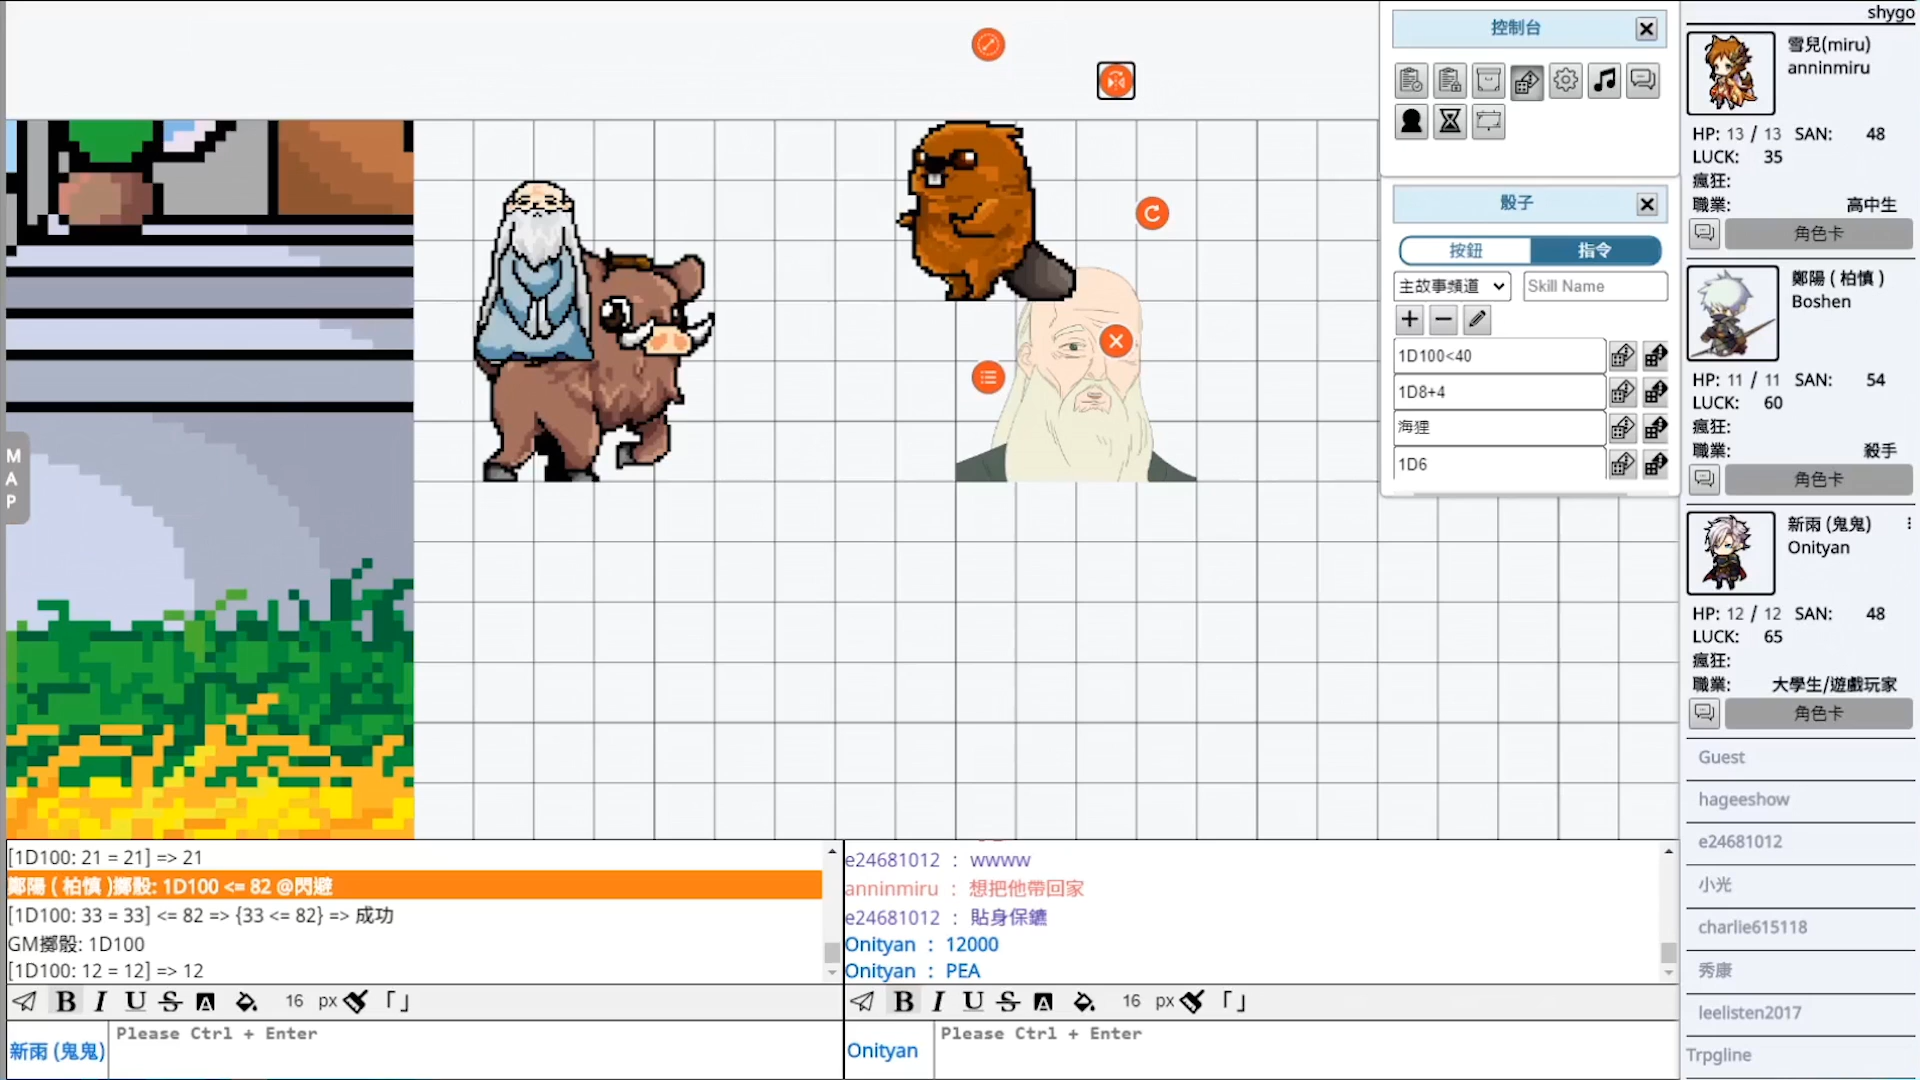 控制台
骰子
按鈕
指令
主故事頻道
Skill Name
1D100<40
1D8+4
海狸
1D6
shygo
雪兒(miru)
anninmiru
HP: 13 / 13 SAN: 48
LUCK: 35
瘋狂:
職業: 高中生
角色卡
鄭陽 ( 柏慎 )
Boshen
HP: 11 / 11 SAN: 54
LUCK: 60
瘋狂:
職業: 殺手
角色卡
新雨 (鬼鬼)
Onityan
HP: 12 / 12 SAN: 48
LUCK: 65
瘋狂:
職業: 大學生/遊戲玩家
角色卡
Guest
hageeshow
e24681012
小光
charlie615118
秀康
leelisten2017
Trpgline
MAP
[1D100: 21 = 21] => 21
鄭陽 ( 柏慎 )擲骰: 1D100 <= 82 @閃避
[1D100: 33 = 33] <= 82 => {33 <= 82} => 成功
GM擲骰: 1D100
[1D100: 12 = 12] => 12
B I U S A 16 px 「」
新雨 (鬼鬼)
Please Ctrl + Enter
e24681012 : wwww
anninmiru : 想把他帶回家
e24681012 : 貼身保鑣
Onityan : 12000
Onityan : PEA
B I U S A 16 px 「」
Onityan
Please Ctrl + Enter